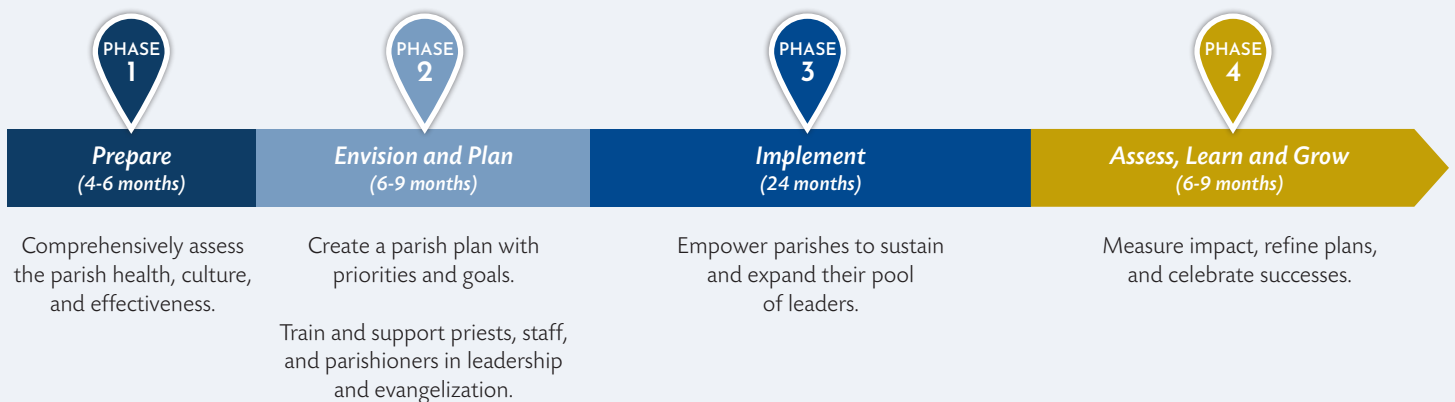 PHASE
1
PHASE
2
PHASE
3
PHASE
4
Prepare
(4-6 months)
Envision and Plan
(6-9 months)
Implement
(24 months)
Assess, Learn and Grow
(6-9 months)
Comprehensively assess
the parish health, culture,
and effectiveness.
Create a parish plan with
priorities and goals.
Train and support priests, staff,
and parishioners in leadership
and evangelization.
Empower parishes to sustain
and expand their pool
of leaders.
Measure impact, refine plans,
and celebrate successes.